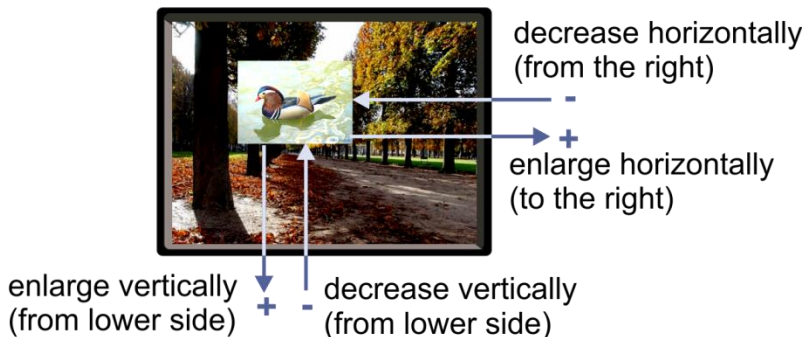 decrease horizontally
(from the right)
-
+
enlarge horizontally
(to the right)
enlarge vertically
(from lower side)
+
-
decrease vertically
(from lower side)